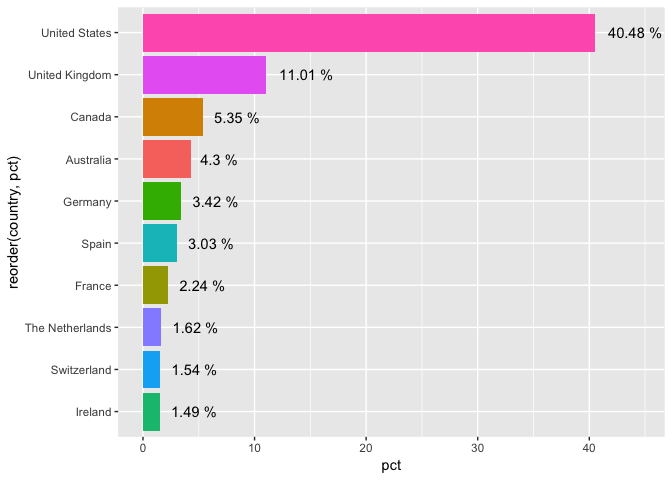 United States 40.48 %
United Kingdom 11.01 %
Canada 5.35 %
Australia 4.3 %
Germany 3.42 %
Spain 3.03 %
France 2.24 %
The Netherlands 1.62 %
Switzerland 1.54 %
Ireland 1.49 %
reorder(country, pct)
0 10 20 30 40
pct